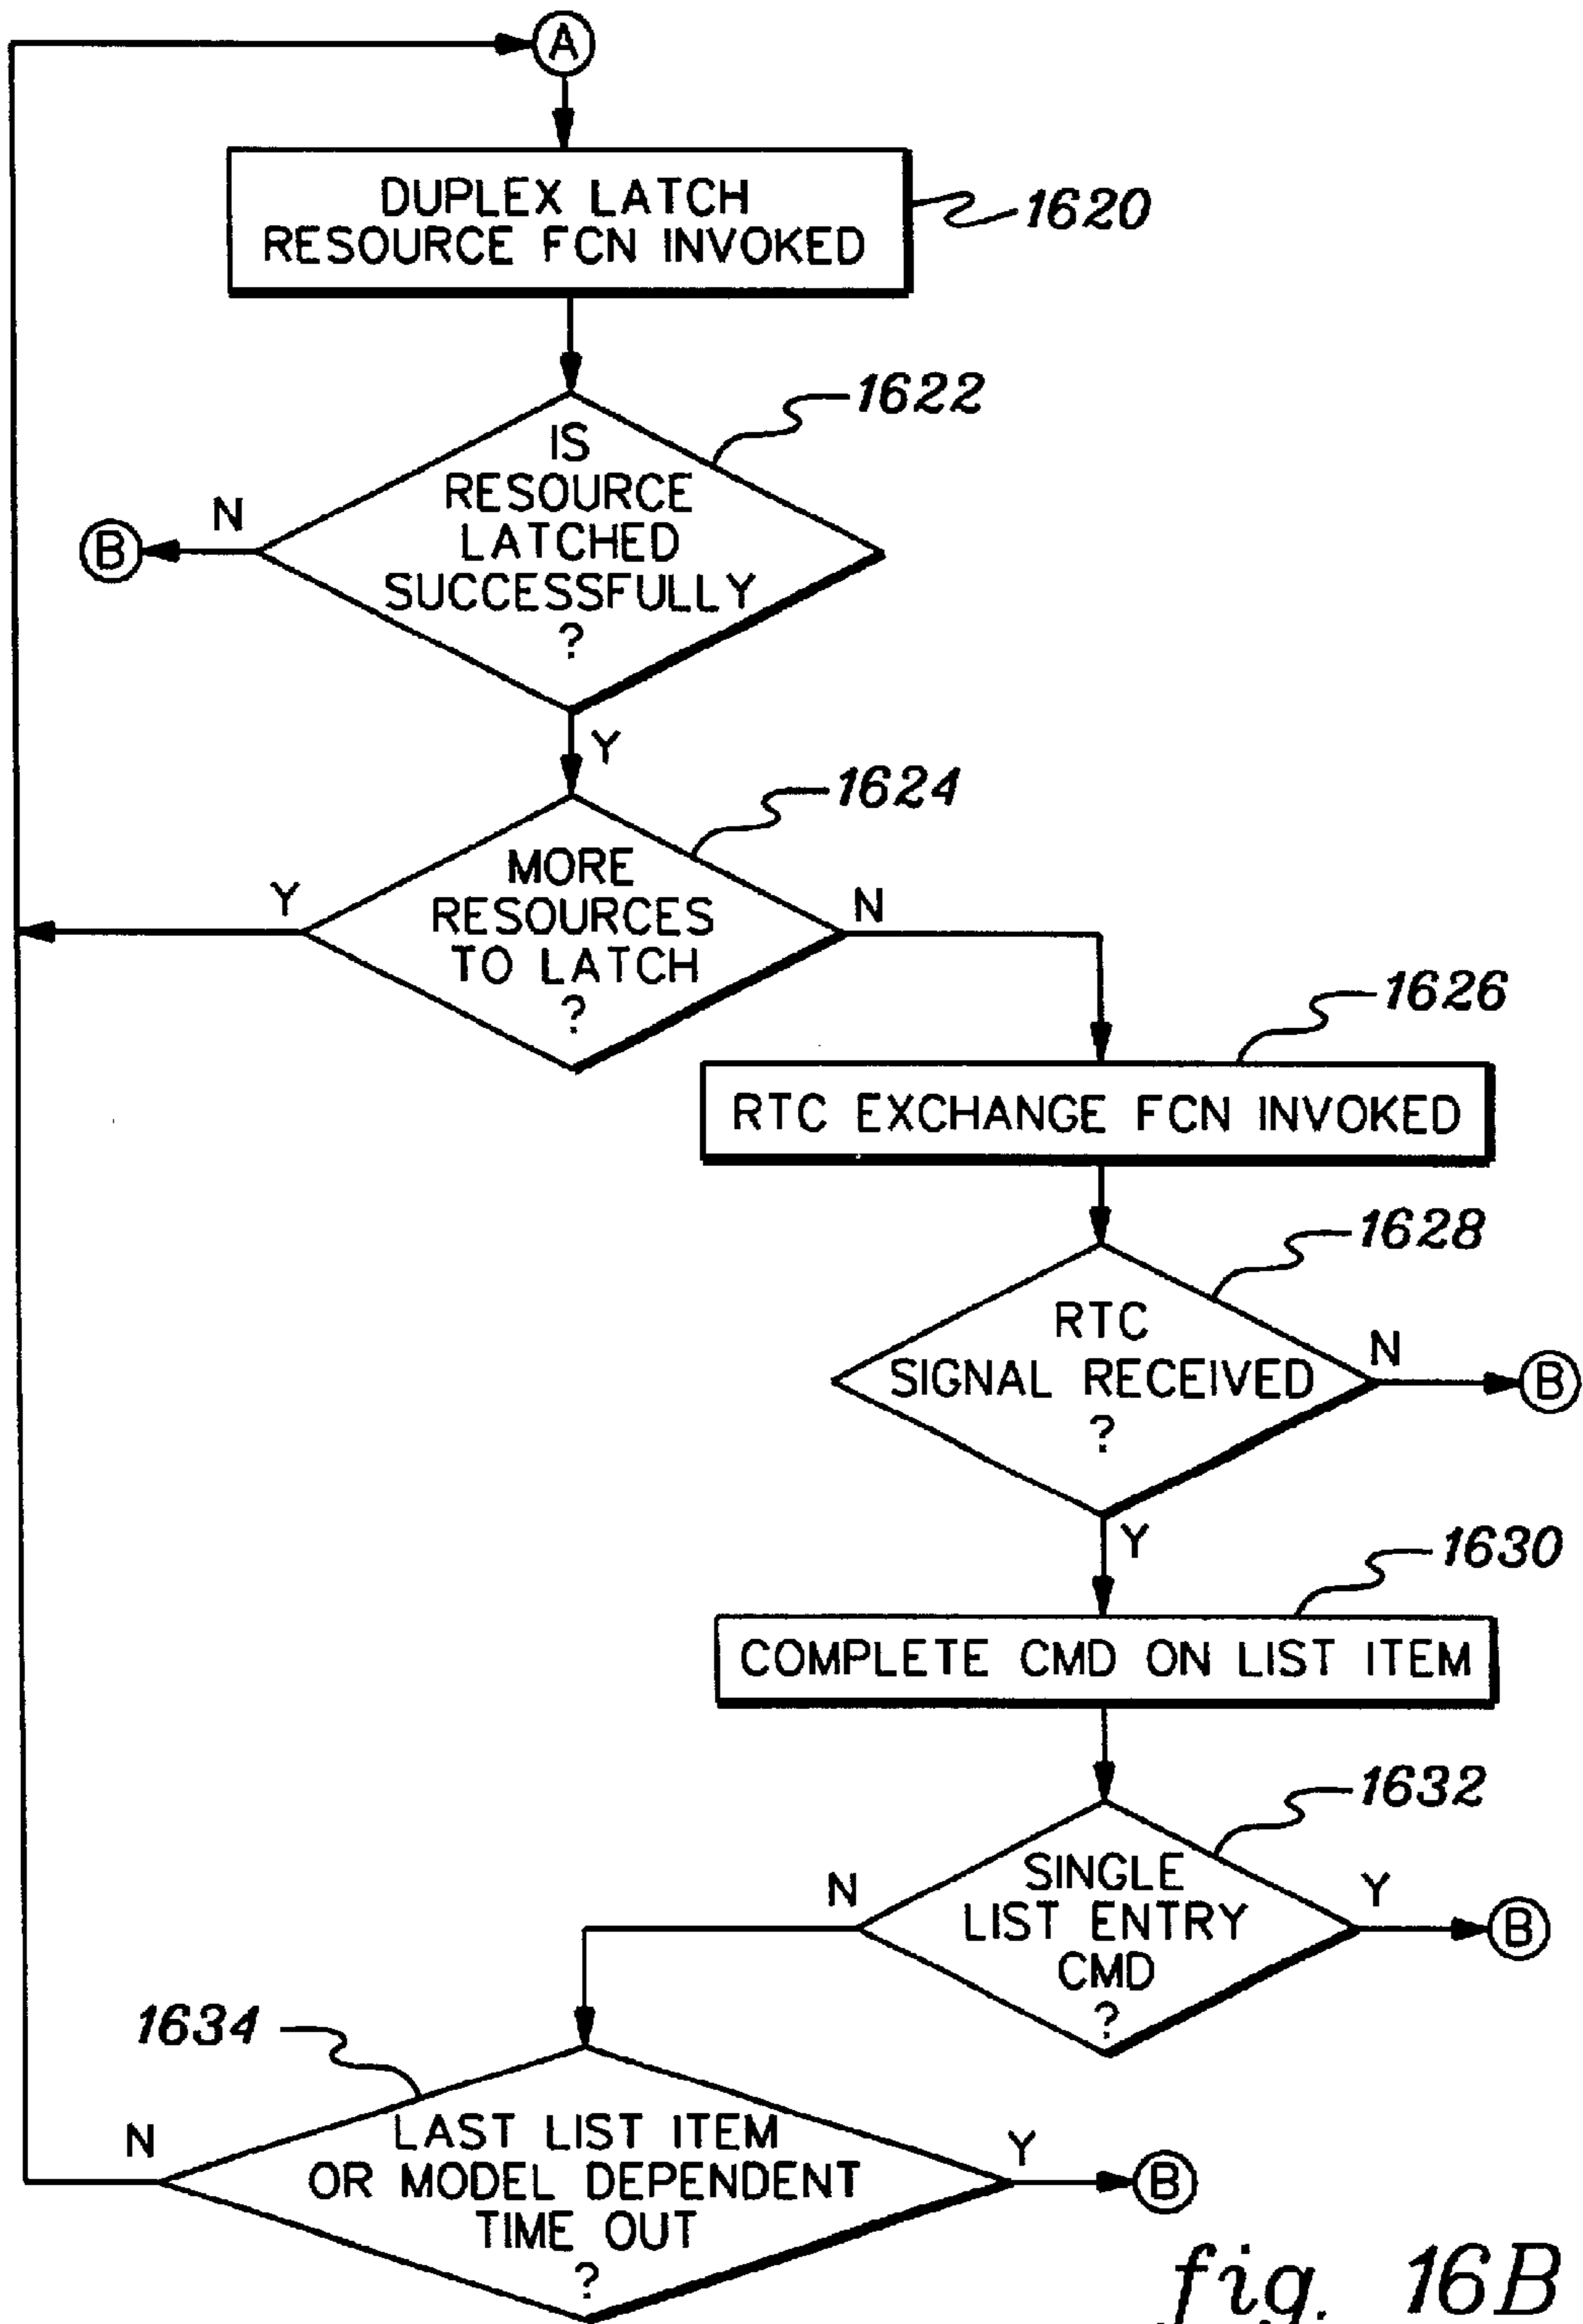 A
DUPLEX LATCH
RESOURCE FCN INVOKED
1620
1622
IS
RESOURCE
LATCHED
SUCCESSFULLY
?
N
B
Y
1624
MORE
RESOURCES
TO LATCH
?
Y
N
1626
RTC EXCHANGE FCN INVOKED
1628
RTC
SIGNAL RECEIVED
?
N
B
Y
1630
COMPLETE CMD ON LIST ITEM
1632
SINGLE
LIST ENTRY
CMD
?
N
Y
B
1634
LAST LIST ITEM
OR MODEL DEPENDENT
TIME OUT
?
N
Y
B
fig. 16B